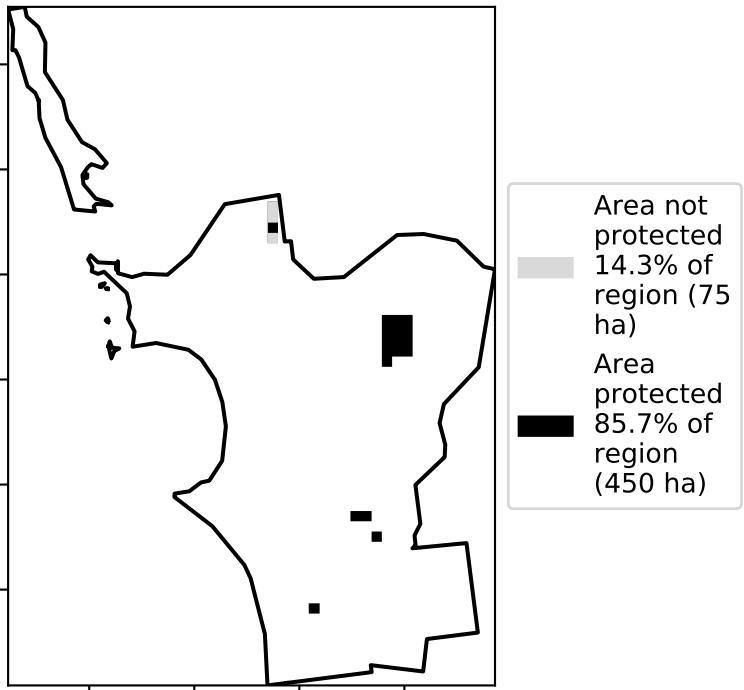 Area not
protected
14.3% of
region (75
ha)
Area
protected
85.7% of
region
(450 ha)